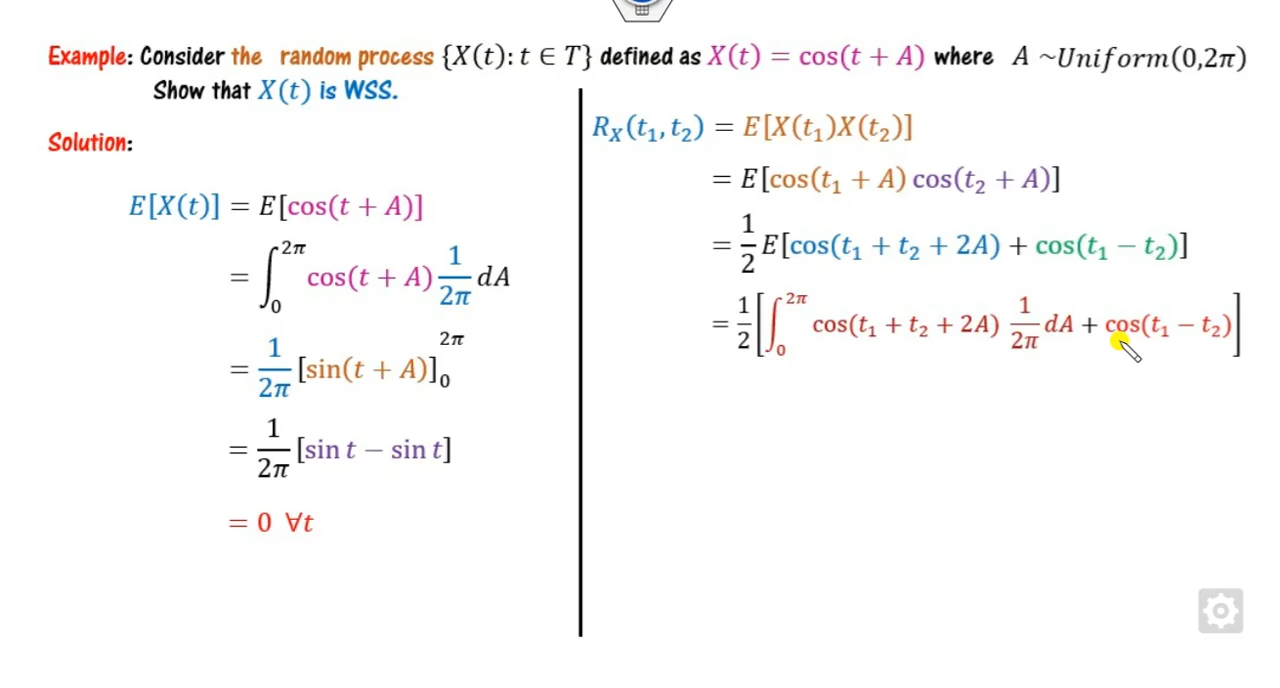 Example: Consider the random process {X(t): t ∈ T} defined as X(t) = cos(t + A) where A ~Uniform(0,2π)
Show that X(t) is WSS.
Solution:
E[X(t)] = E[cos(t + A)]
= ∫₀^2π cos(t + A) 1/2π dA
= 1/2π [sin(t + A)]₀^2π
= 1/2π [sin t − sin t]
= 0 ∀t
R_X(t₁, t₂) = E[X(t₁)X(t₂)]
= E[cos(t₁ + A) cos(t₂ + A)]
= 1/2 E[cos(t₁ + t₂ + 2A) + cos(t₁ − t₂)]
= 1/2 [∫₀^2π cos(t₁ + t₂ + 2A) 1/2π dA + cos(t₁ − t₂)]